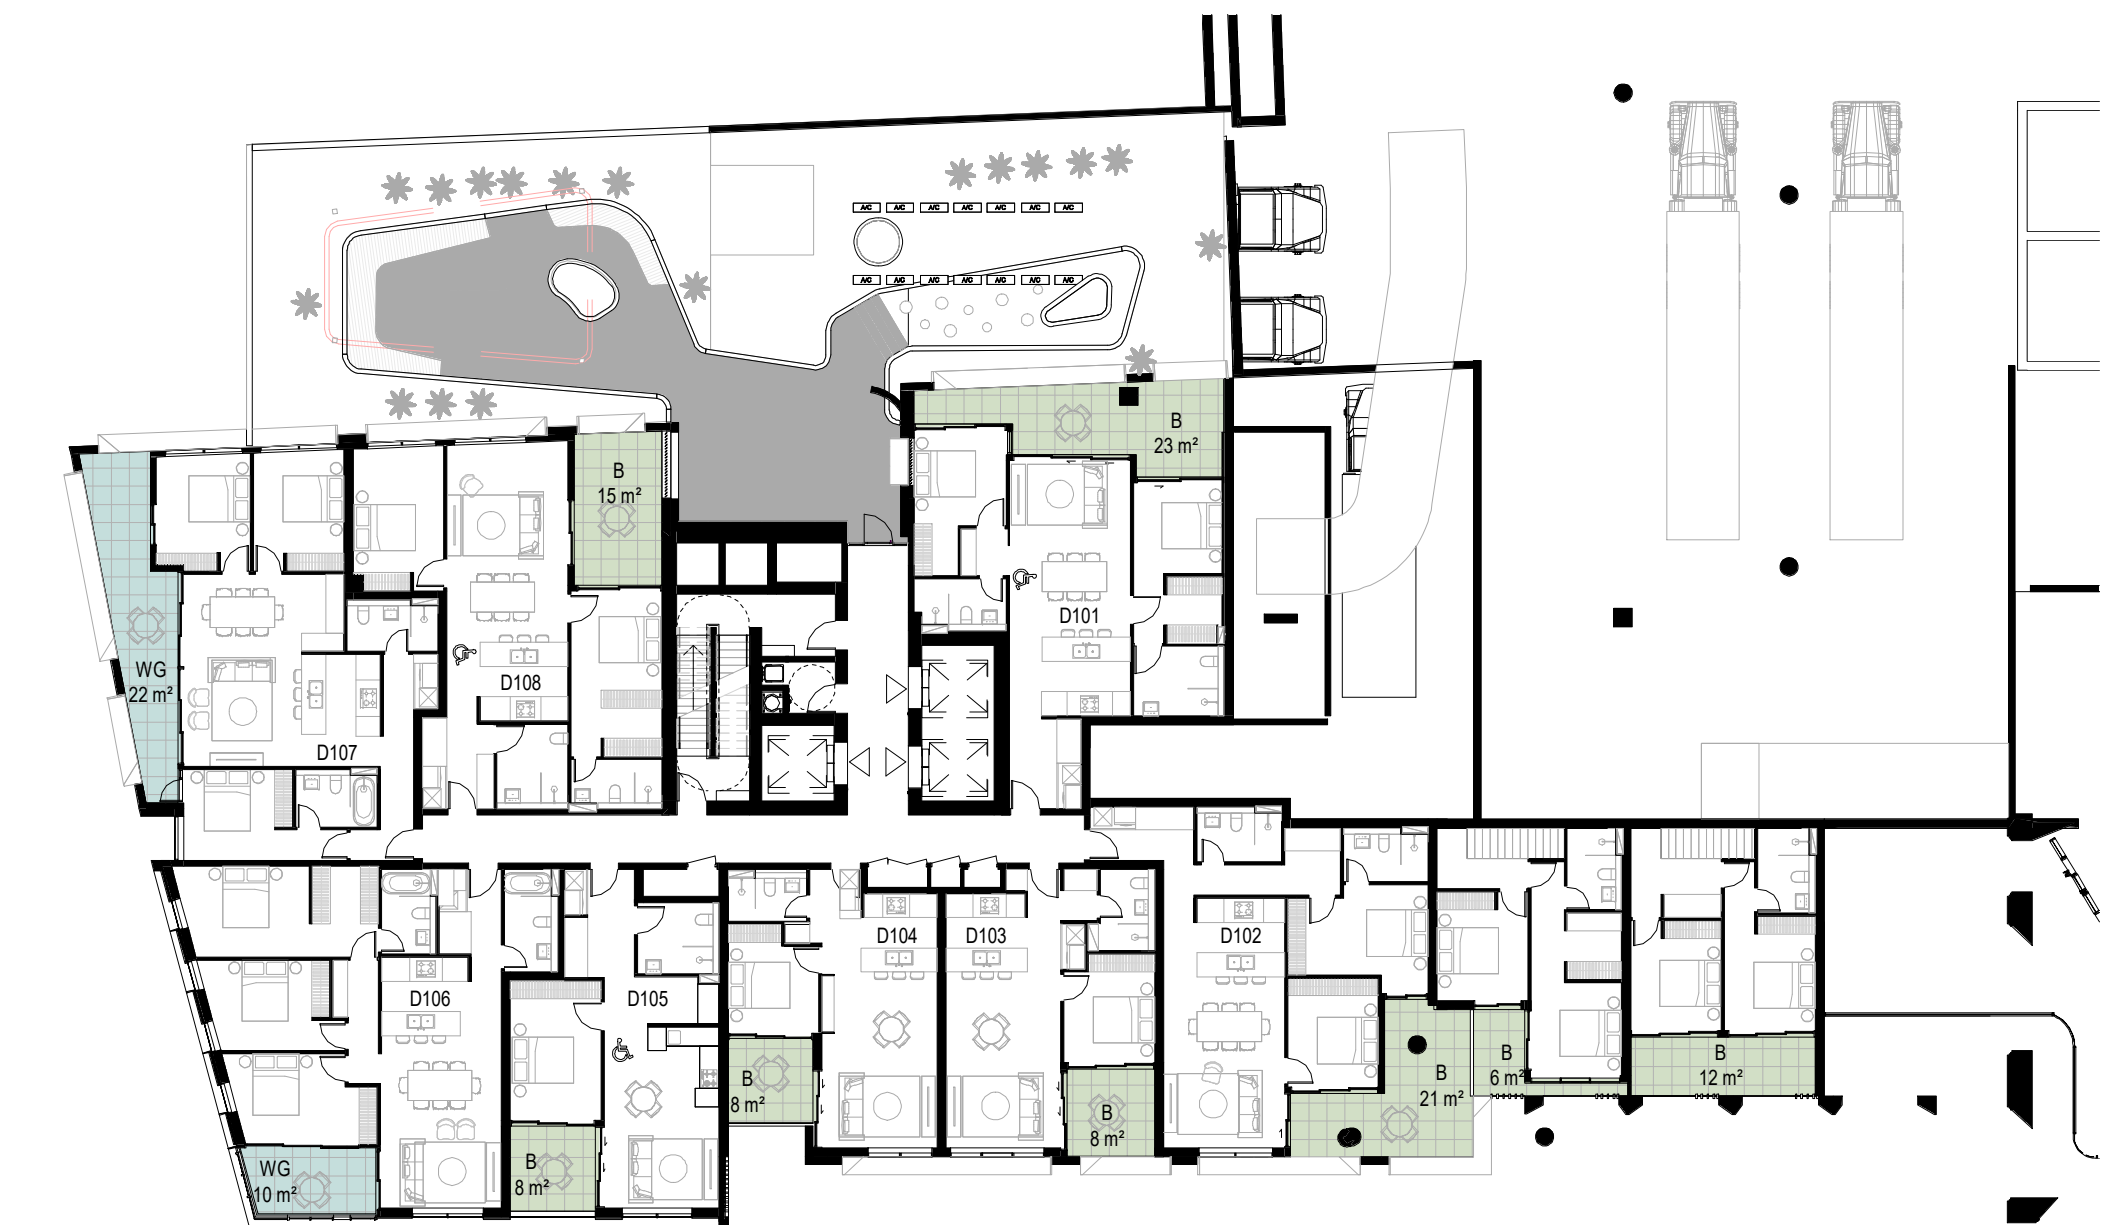 A/C A/C A/C A/C A/C A/C A/C
A/C A/C A/C A/C A/C A/C A/C
B
23 m²
B
15 m²
D101
WG
22 m²
D108
D107
D106
D105
D104
D103
D102
B
8 m²
B
8 m²
B
21 m²
B
6 m²
B
12 m²
WG
10 m²
B
8 m²